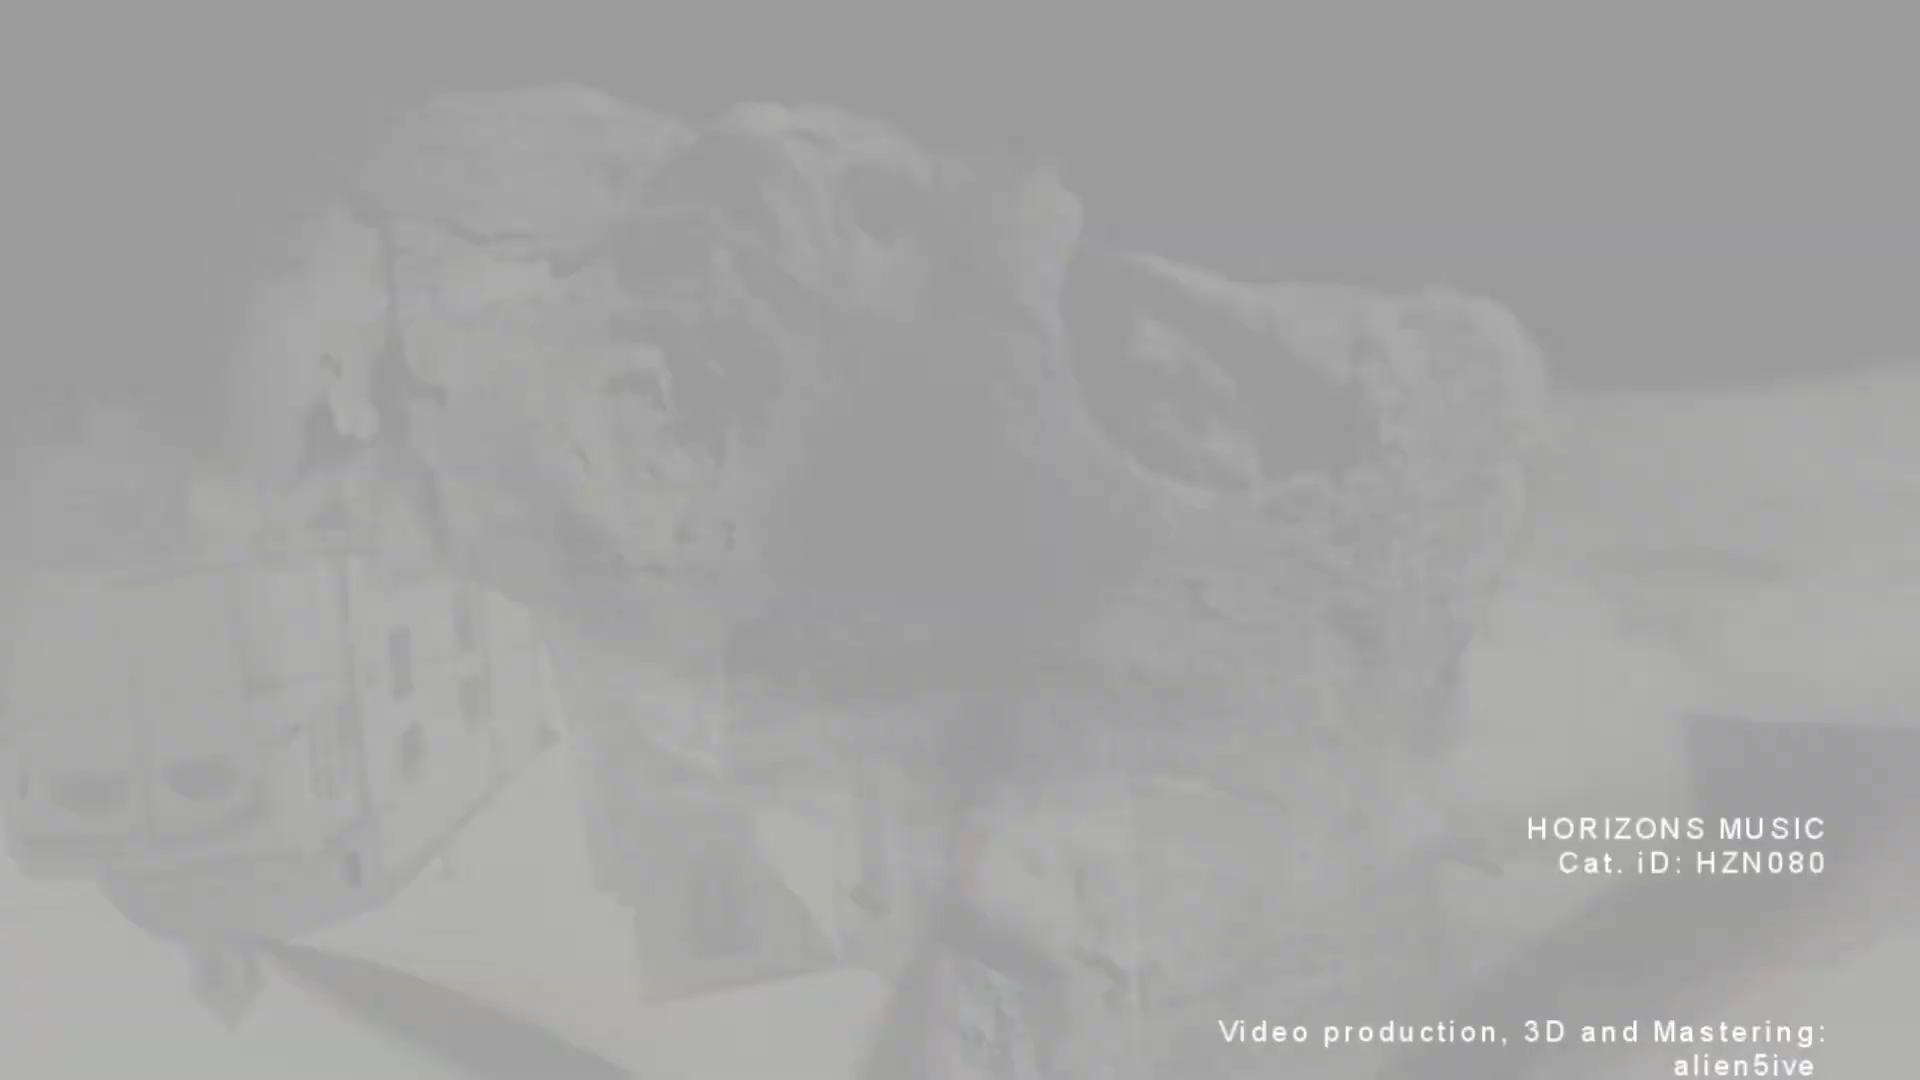 HORIZONS MUSIC
Cat. iD: HZN080
Video production, 3D and Mastering:
alien5ive